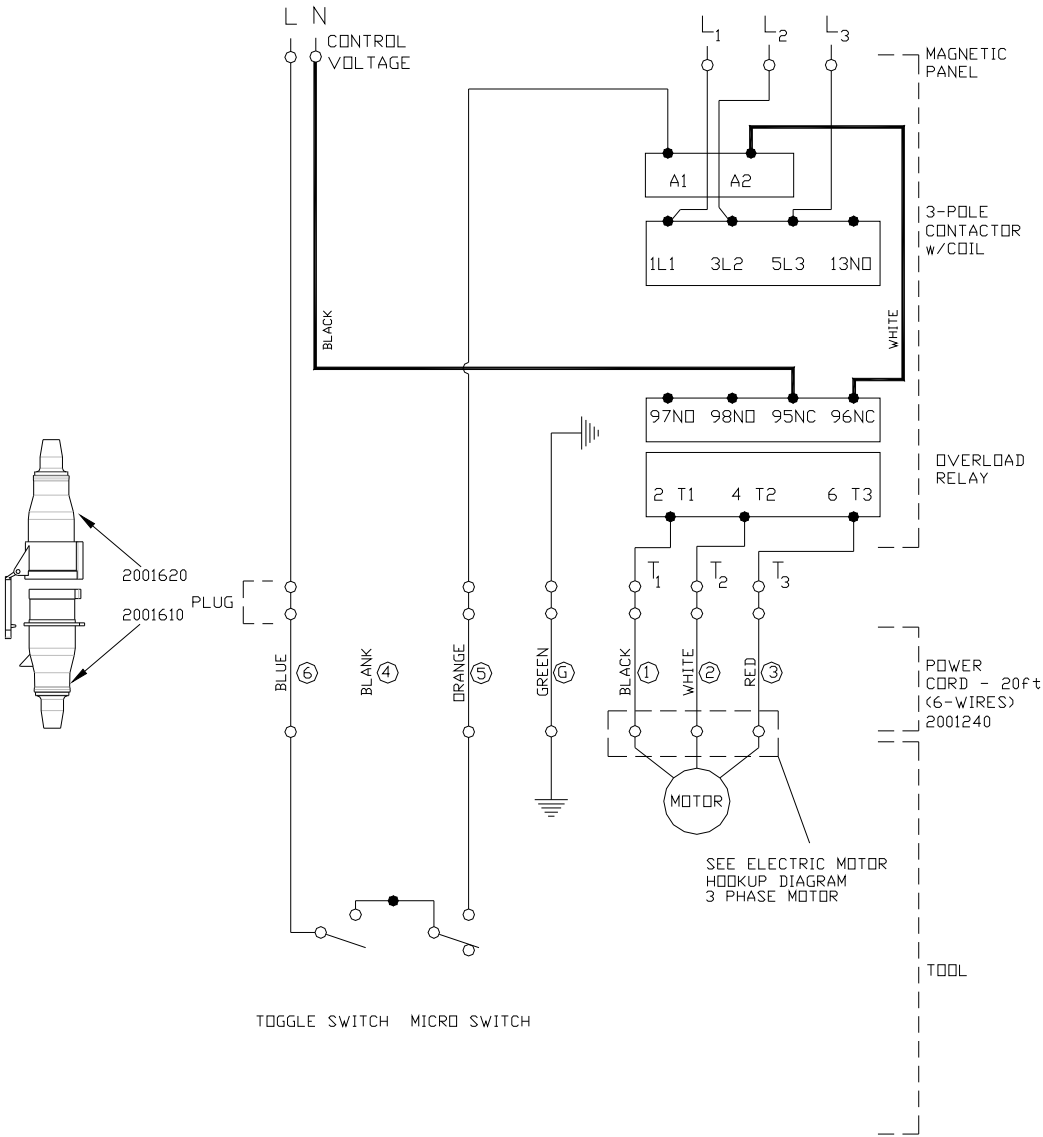 L N
CONTROL
VOLTAGE
L1 L2 L3
MAGNETIC
PANEL
A1 A2
3-POLE
CONTACTOR
W/COIL
1L1 3L2 5L3 13NO
BLACK
WHITE
97NO 98NO 95NC 96NC
OVERLOAD
RELAY
2 T1 4 T2 6 T3
T1 T2 T3
2001620
PLUG
2001610
BLUE 6
BLANK 4
ORANGE 5
GREEN G
BLACK 1
WHITE 2
RED 3
POWER
CORD - 20ft
(6-WIRES)
2001240
MOTOR
SEE ELECTRIC MOTOR
HOOKUP DIAGRAM
3 PHASE MOTOR
TOOL
TOGGLE SWITCH MICRO SWITCH